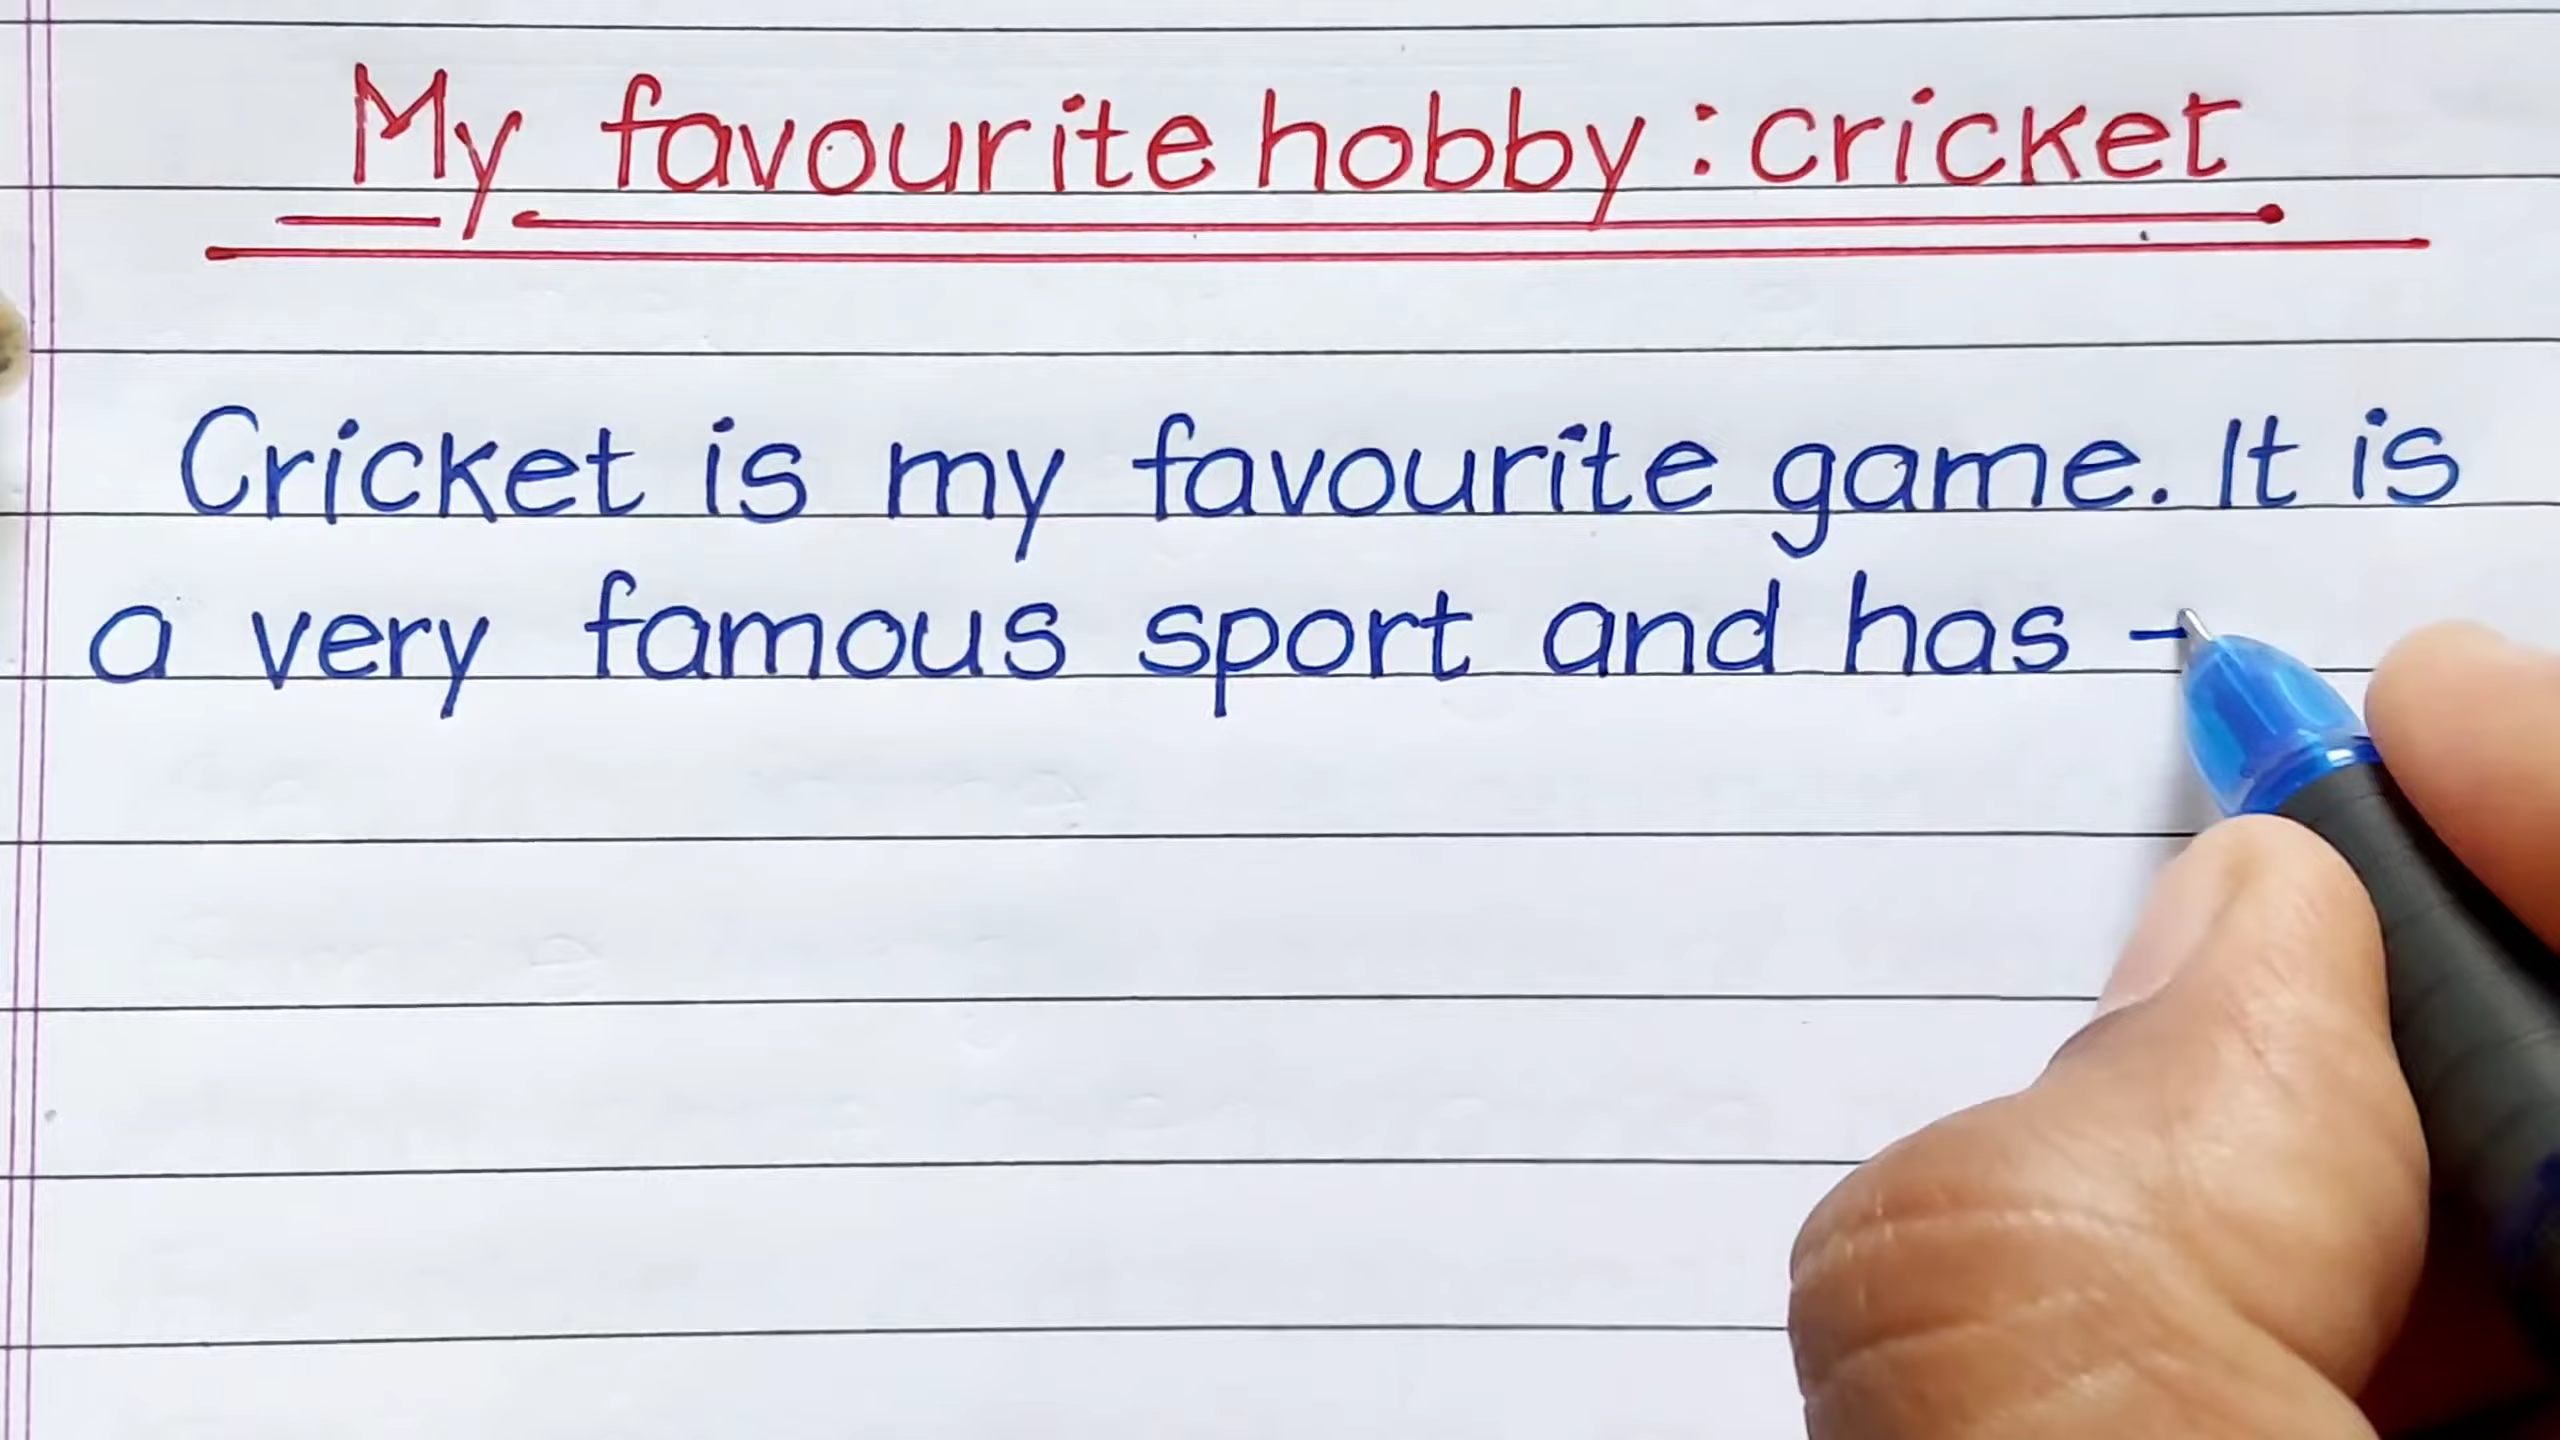 My favourite hobby : cricket
Cricket is my favourite game. It is
a very famous sport and has